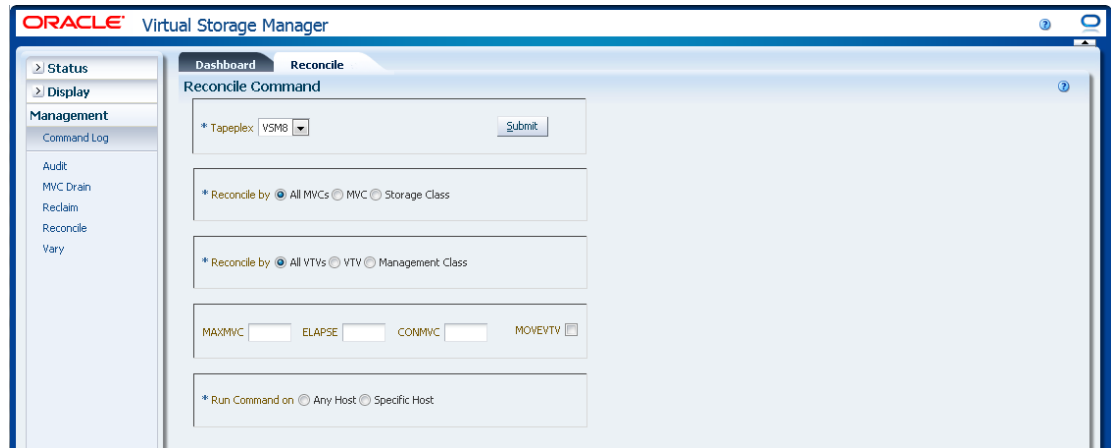 ORACLE Virtual Storage Manager
Status
Display
Management
Command Log
Audit
MVC Drain
Reclaim
Reconcile
Vary
Dashboard Reconcile
Reconcile Command
* Tapeplex VSM8 Submit
* Reconcile by All MVCs MVC Storage Class
* Reconcile by All VTVs VTV Management Class
MAXMVC ELAPSE CONMVC MOVEVTV
* Run Command on Any Host Specific Host